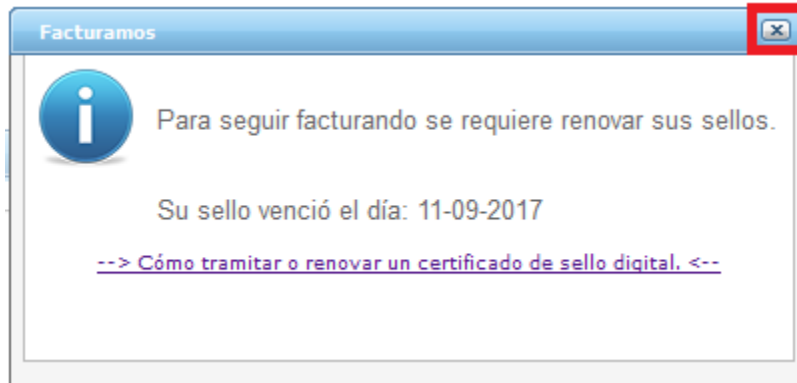 Facturamos
Para seguir facturando se requiere renovar sus sellos.
Su sello venció el día: 11-09-2017
--> Cómo tramitar o renovar un certificado de sello digital. <--